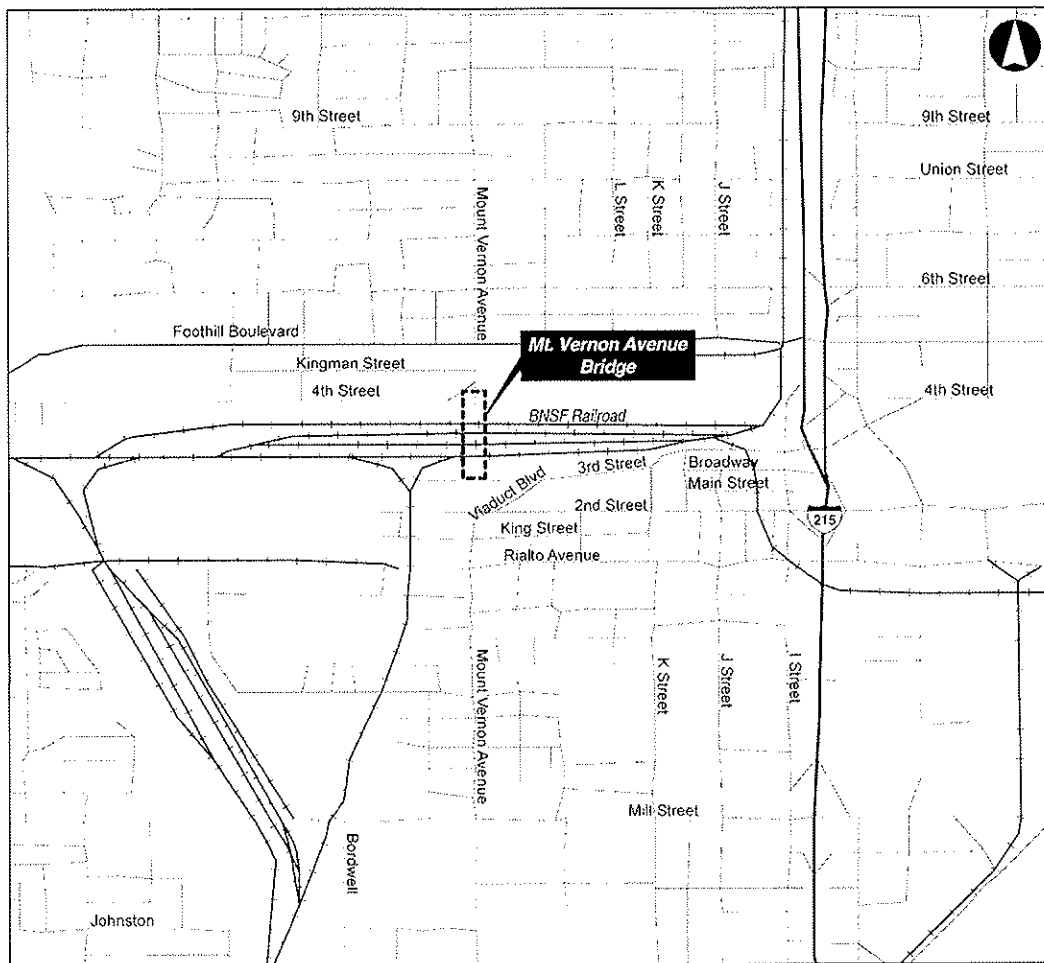 9th Street
9th Street
Union Street
Mount Vernon Avenue
L Street
K Street
J Street
6th Street
Foothill Boulevard
Mt. Vernon Avenue
Bridge
Kingman Street
4th Street
4th Street
BNSF Railroad
3rd Street
Broadway
Main Street
Viaduct Blvd
2nd Street
King Street
215
Rialto Avenue
Mount Vernon Avenue
K Street
J Street
I Street
Mill Street
Bordwell
Johnston